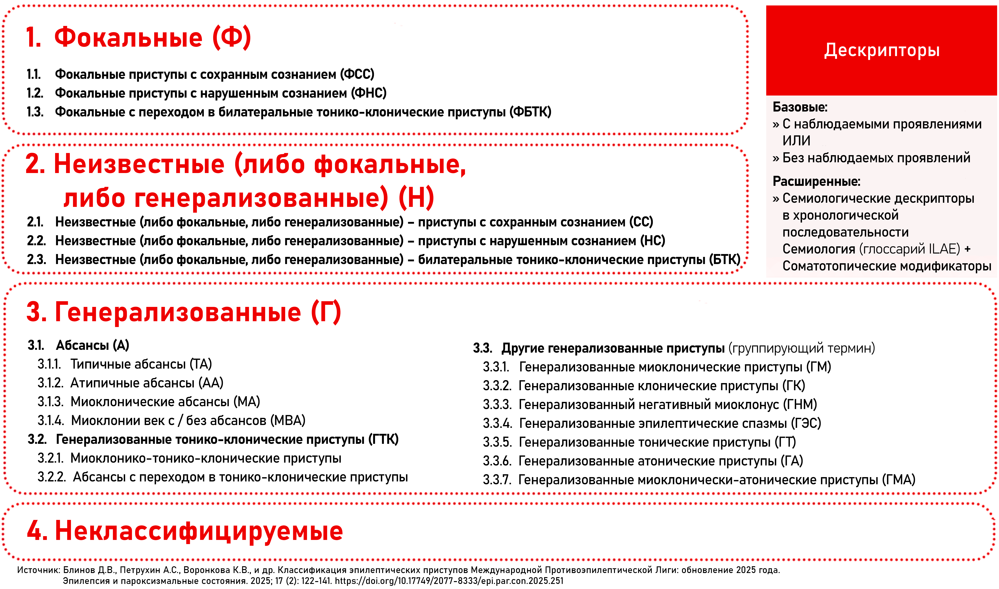 1. Фокальные (Ф)
1.1. Фокальные приступы с сохранным сознанием (ФСС)
1.2. Фокальные приступы с нарушенным сознанием (ФНС)
1.3. Фокальные с переходом в билатеральные тонико-клонические приступы (ФБТК)
2. Неизвестные (либо фокальные,
либо генерализованные) (Н)
2.1. Неизвестные (либо фокальные, либо генерализованные) – приступы с сохранным сознанием (СС)
2.2. Неизвестные (либо фокальные, либо генерализованные) – приступы с нарушенным сознанием (НС)
2.3. Неизвестные (либо фокальные, либо генерализованные) – билатеральные тонико-клонические приступы (БТК)
Дескрипторы
Базовые:
» С наблюдаемыми проявлениями
ИЛИ
» Без наблюдаемых проявлений
Расширенные:
» Семиологические дескрипторы
в хронологической
последовательности
Семиология (глоссарий ILAE) +
Соматотопические модификаторы
3. Генерализованные (Г)
3.1. Абсансы (А)
3.1.1. Типичные абсансы (ТА)
3.1.2. Атипичные абсансы (АА)
3.1.3. Миоклонические абсансы (МА)
3.1.4. Миоклонии век с / без абсансов (МВА)
3.2. Генерализованные тонико-клонические приступы (ГТК)
3.2.1. Миоклонико-тонико-клонические приступы
3.2.2. Абсансы с переходом в тонико-клонические приступы
3.3. Другие генерализованные приступы (группирующий термин)
3.3.1. Генерализованные миоклонические приступы (ГМ)
3.3.2. Генерализованные клонические приступы (ГК)
3.3.3. Генерализованный негативный миоклонус (ГНМ)
3.3.4. Генерализованные эпилептические спазмы (ГЭС)
3.3.5. Генерализованные тонические приступы (ГТ)
3.3.6. Генерализованные атонические приступы (ГА)
3.3.7. Генерализованные миоклонически-атонические приступы (ГМА)
4. Неклассифицируемые
Источник: Блинов Д.В., Петрухин А.С., Воронкова К.В., и др. Классификация эпилептических приступов Международной Противоэпилептической Лиги: обновление 2025 года.
Эпилепсия и пароксизмальные состояния. 2025; 17 (2): 122-141. https://doi.org/10.17749/2077-8333/epi.par.con.2025.251